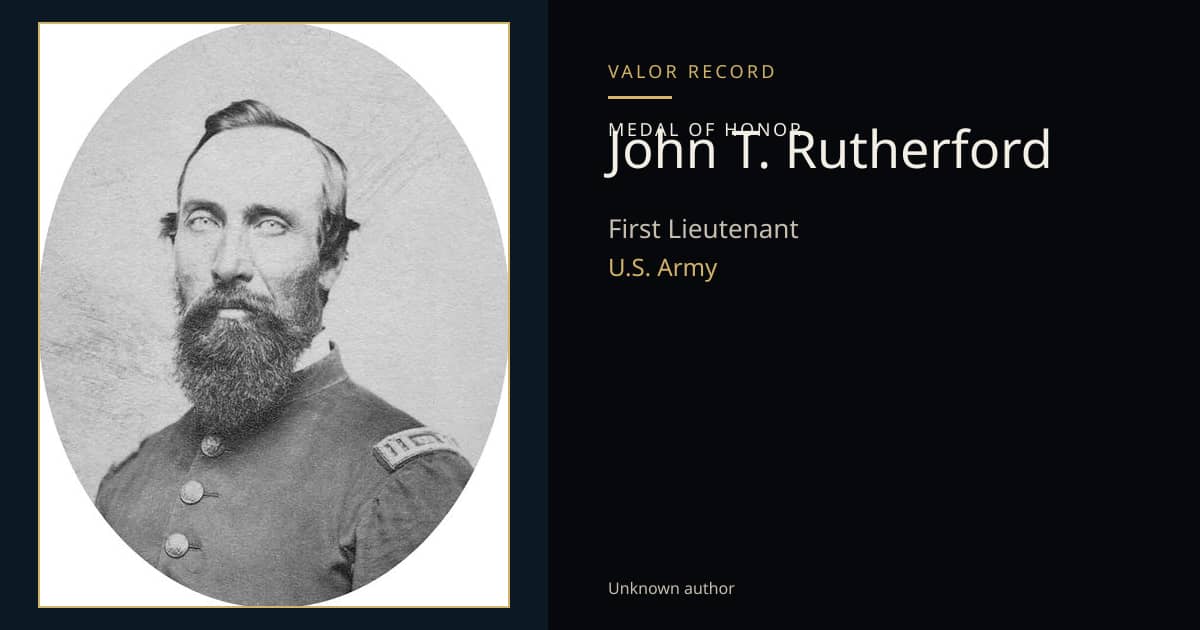 VALOR RECORD
MEDAL OF HONOR
John T. Rutherford
First Lieutenant
U.S. Army
Unknown author